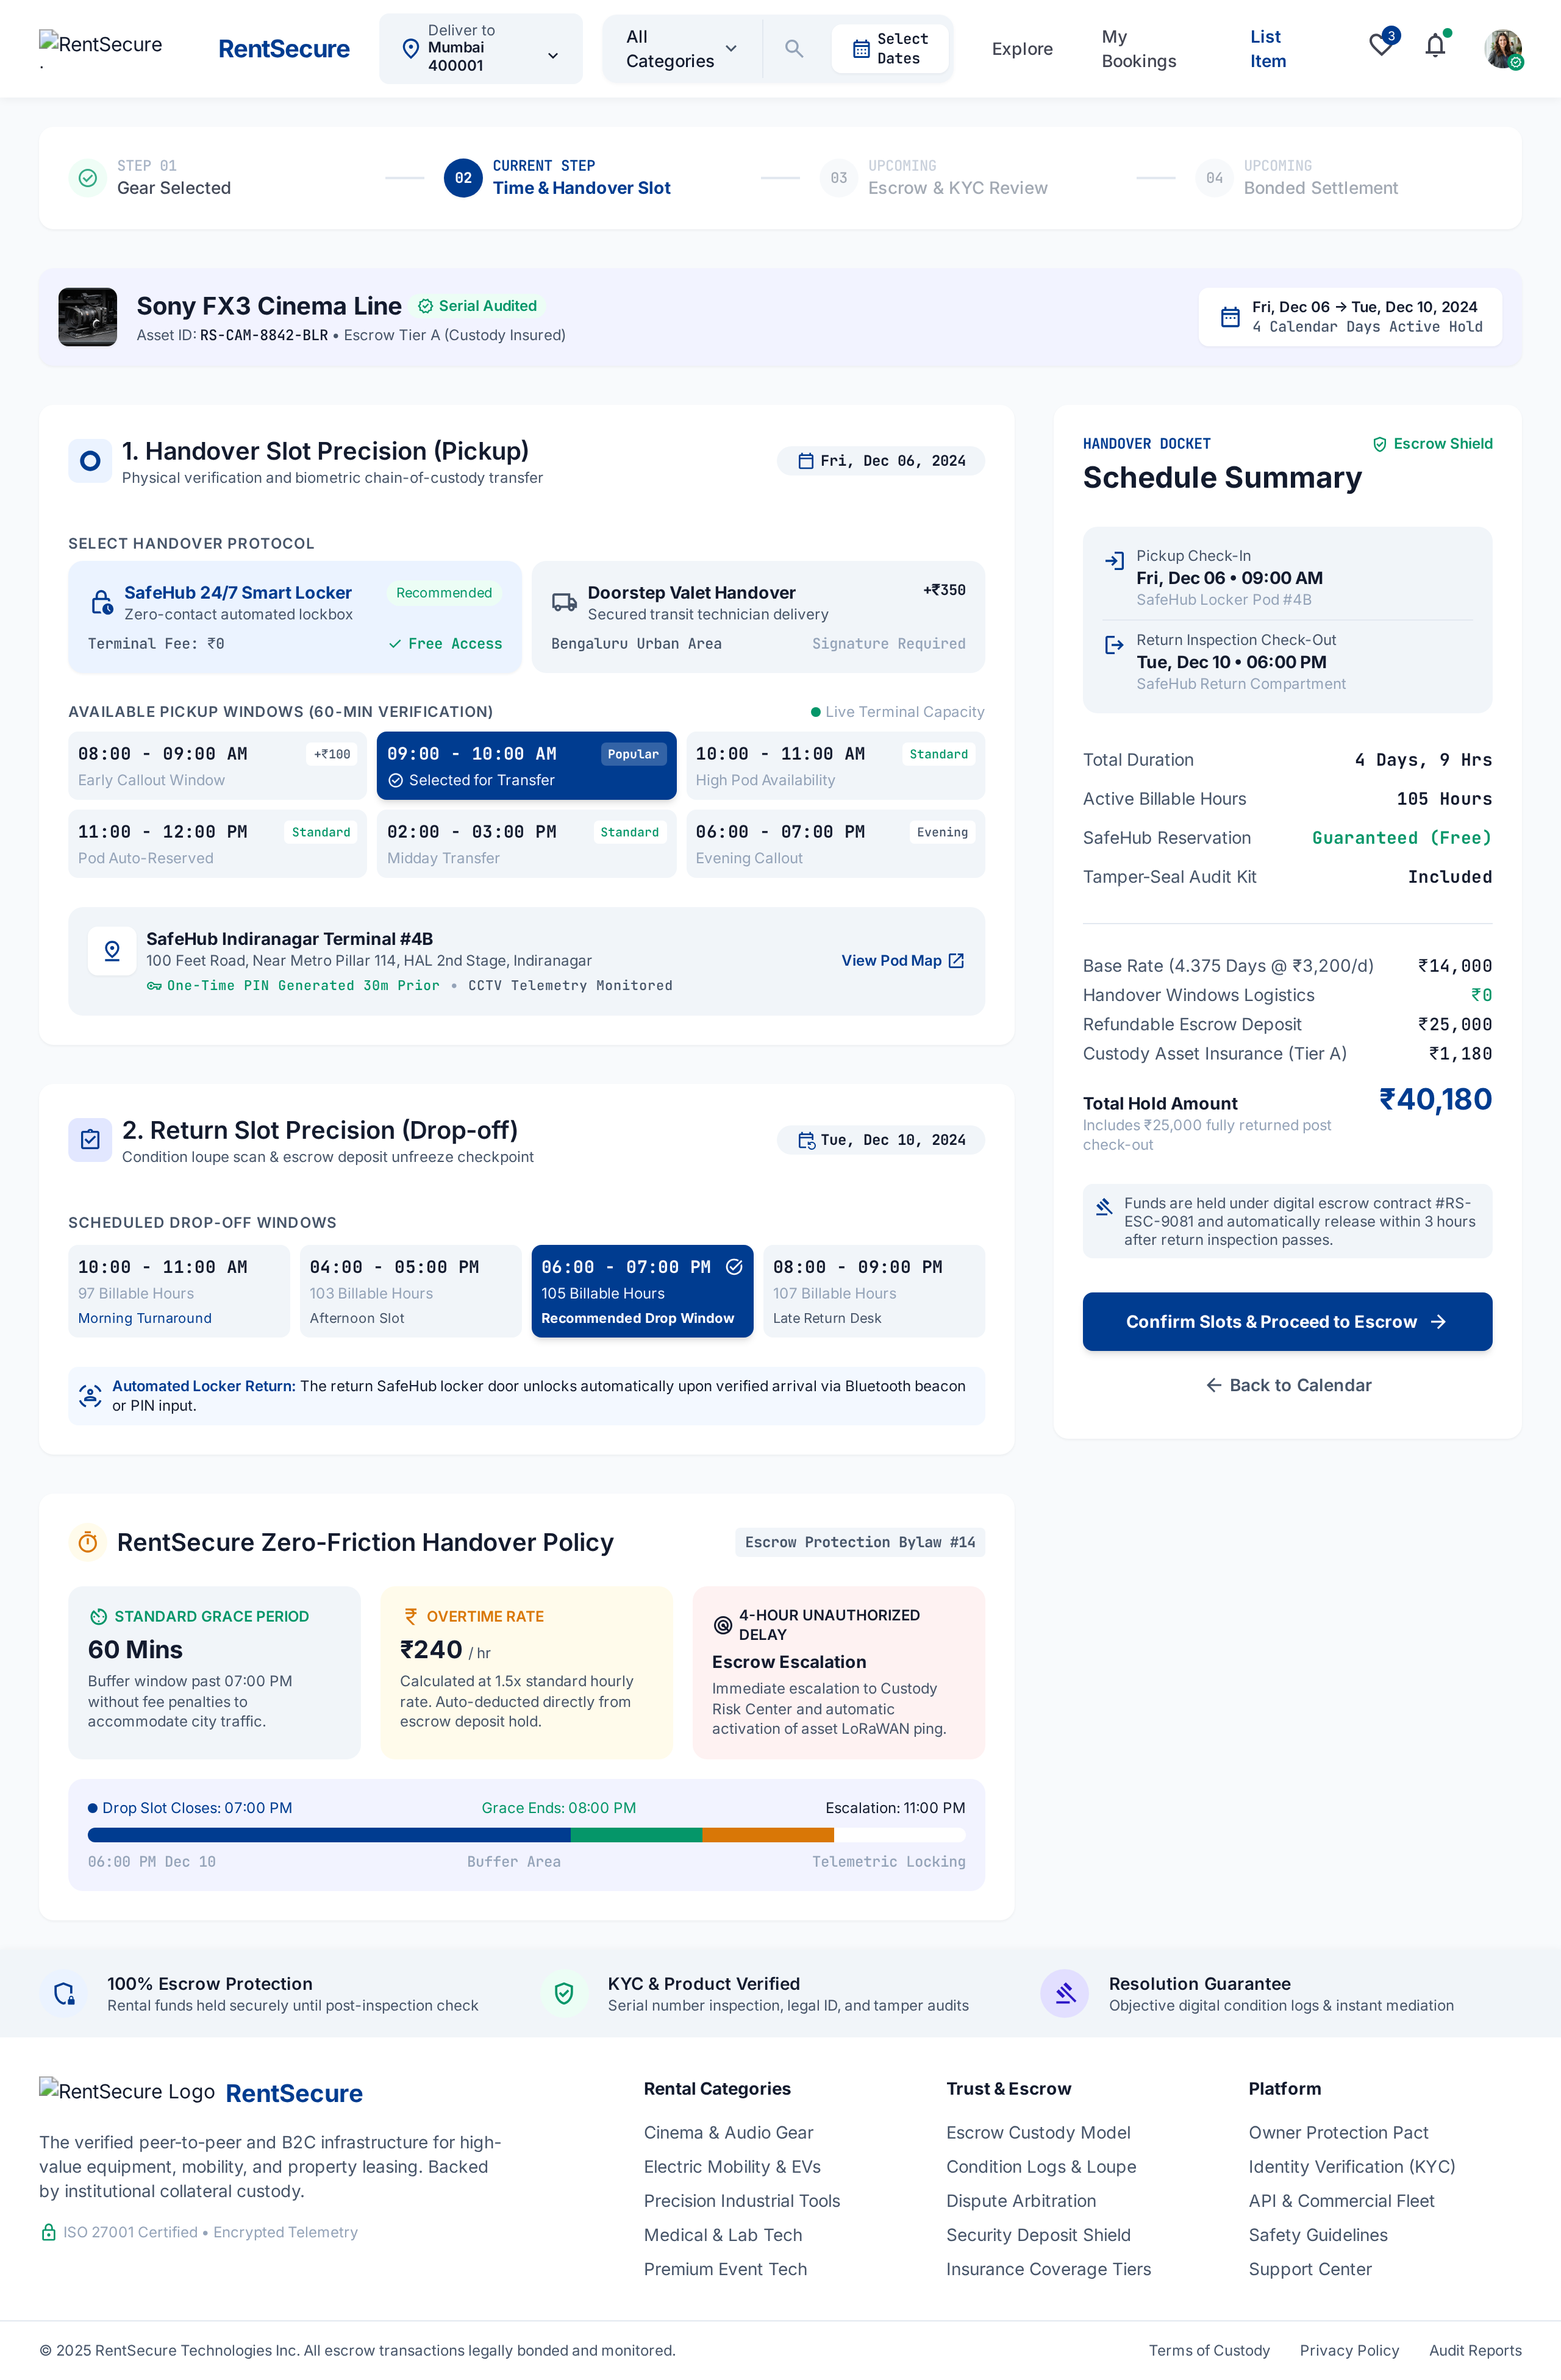 RentSecure
.
RentSecure
Deliver to
Mumbai
400001
All
Categories
Select
Dates
Explore
My
Bookings
List
Item
3
STEP 01
Gear Selected
02
CURRENT STEP
Time & Handover Slot
03
UPCOMING
Escrow & KYC Review
04
UPCOMING
Bonded Settlement
Sony FX3 Cinema Line
Serial Audited
Asset ID: RS-CAM-8842-BLR • Escrow Tier A (Custody Insured)
Fri, Dec 06 → Tue, Dec 10, 2024
4 Calendar Days Active Hold
1. Handover Slot Precision (Pickup)
Physical verification and biometric chain-of-custody transfer
Fri, Dec 06, 2024
SELECT HANDOVER PROTOCOL
SafeHub 24/7 Smart Locker
Recommended
Zero-contact automated lockbox
Terminal Fee: ₹0
Free Access
Doorstep Valet Handover
+₹350
Secured transit technician delivery
Bengaluru Urban Area
Signature Required
AVAILABLE PICKUP WINDOWS (60-MIN VERIFICATION)
Live Terminal Capacity
08:00 - 09:00 AM
+₹100
Early Callout Window
09:00 - 10:00 AM
Popular
Selected for Transfer
10:00 - 11:00 AM
Standard
High Pod Availability
11:00 - 12:00 PM
Standard
Pod Auto-Reserved
02:00 - 03:00 PM
Standard
Midday Transfer
06:00 - 07:00 PM
Evening
Evening Callout
SafeHub Indiranagar Terminal #4B
100 Feet Road, Near Metro Pillar 114, HAL 2nd Stage, Indiranagar
One-Time PIN Generated 30m Prior • CCTV Telemetry Monitored
View Pod Map
2. Return Slot Precision (Drop-off)
Condition loupe scan & escrow deposit unfreeze checkpoint
Tue, Dec 10, 2024
SCHEDULED DROP-OFF WINDOWS
10:00 - 11:00 AM
97 Billable Hours
Morning Turnaround
04:00 - 05:00 PM
103 Billable Hours
Afternoon Slot
06:00 - 07:00 PM
105 Billable Hours
Recommended Drop Window
08:00 - 09:00 PM
107 Billable Hours
Late Return Desk
Automated Locker Return: The return SafeHub locker door unlocks automatically upon verified arrival via Bluetooth beacon
or PIN input.
RentSecure Zero-Friction Handover Policy
Escrow Protection Bylaw #14
STANDARD GRACE PERIOD
60 Mins
Buffer window past 07:00 PM
without fee penalties to
accommodate city traffic.
OVERTIME RATE
₹240 / hr
Calculated at 1.5x standard hourly
rate. Auto-deducted directly from
escrow deposit hold.
4-HOUR UNAUTHORIZED
DELAY
Escrow Escalation
Immediate escalation to Custody
Risk Center and automatic
activation of asset LoRaWAN ping.
Drop Slot Closes: 07:00 PM
Grace Ends: 08:00 PM
Escalation: 11:00 PM
06:00 PM Dec 10
Buffer Area
Telemetric Locking
HANDOVER DOCKET
Escrow Shield
Schedule Summary
Pickup Check-In
Fri, Dec 06 • 09:00 AM
SafeHub Locker Pod #4B
Return Inspection Check-Out
Tue, Dec 10 • 06:00 PM
SafeHub Return Compartment
Total Duration
4 Days, 9 Hrs
Active Billable Hours
105 Hours
SafeHub Reservation
Guaranteed (Free)
Tamper-Seal Audit Kit
Included
Base Rate (4.375 Days @ ₹3,200/d)
₹14,000
Handover Windows Logistics
₹0
Refundable Escrow Deposit
₹25,000
Custody Asset Insurance (Tier A)
₹1,180
Total Hold Amount
₹40,180
Includes ₹25,000 fully returned post
check-out
Funds are held under digital escrow contract #RS-
ESC-9081 and automatically release within 3 hours
after return inspection passes.
Confirm Slots & Proceed to Escrow →
← Back to Calendar
100% Escrow Protection
Rental funds held securely until post-inspection check
KYC & Product Verified
Serial number inspection, legal ID, and tamper audits
Resolution Guarantee
Objective digital condition logs & instant mediation
RentSecure Logo
RentSecure
The verified peer-to-peer and B2C infrastructure for high-
value equipment, mobility, and property leasing. Backed
by institutional collateral custody.
ISO 27001 Certified • Encrypted Telemetry
Rental Categories
Cinema & Audio Gear
Electric Mobility & EVs
Precision Industrial Tools
Medical & Lab Tech
Premium Event Tech
Trust & Escrow
Escrow Custody Model
Condition Logs & Loupe
Dispute Arbitration
Security Deposit Shield
Insurance Coverage Tiers
Platform
Owner Protection Pact
Identity Verification (KYC)
API & Commercial Fleet
Safety Guidelines
Support Center
© 2025 RentSecure Technologies Inc. All escrow transactions legally bonded and monitored.
Terms of Custody
Privacy Policy
Audit Reports